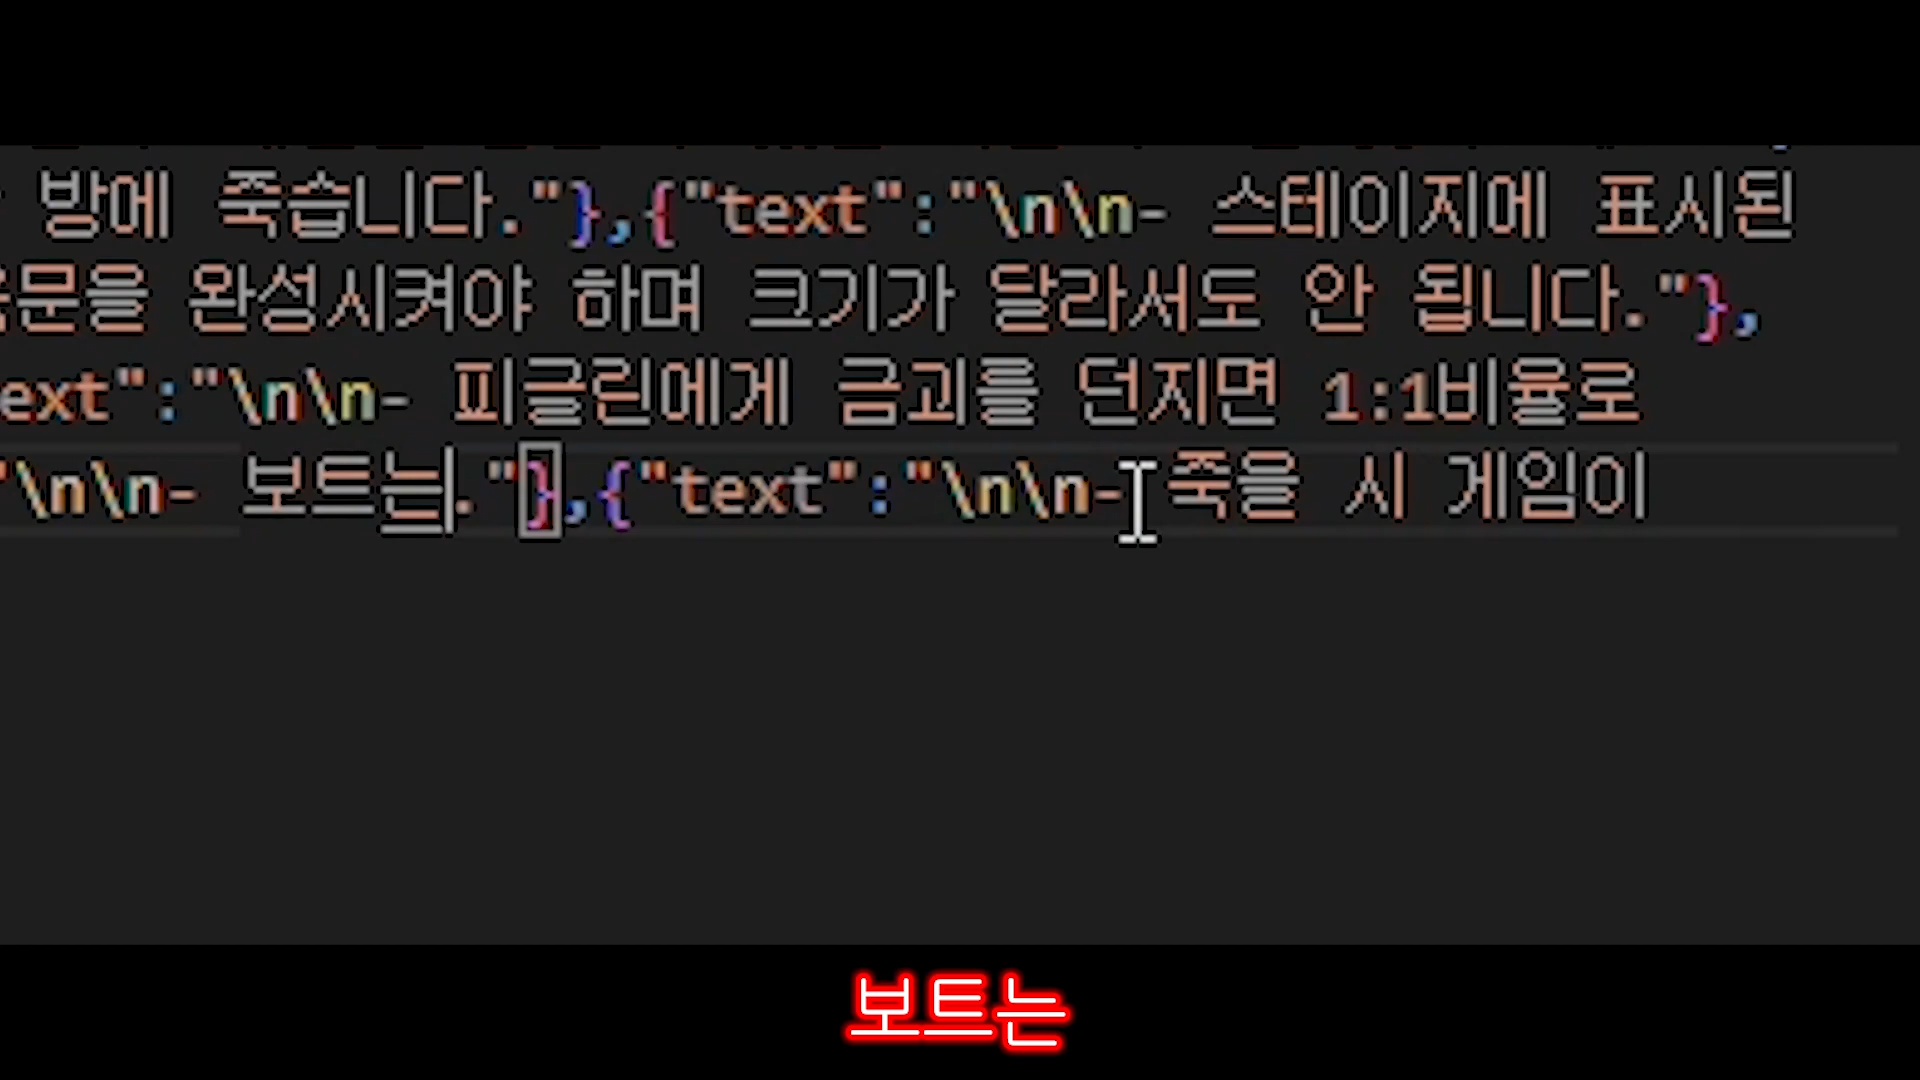 방에 죽습니다."},{"text":"\n\n- 스테이지에 표시된
문을 완성시켜야 하며 크기가 달라서도 안 됩니다."},
ext":"\n\n- 피글린에게 금괴를 던지면 1:1비율로
"\n\n- 보트는."},{"text":"\n\n- 죽을 시 게임이
보트는